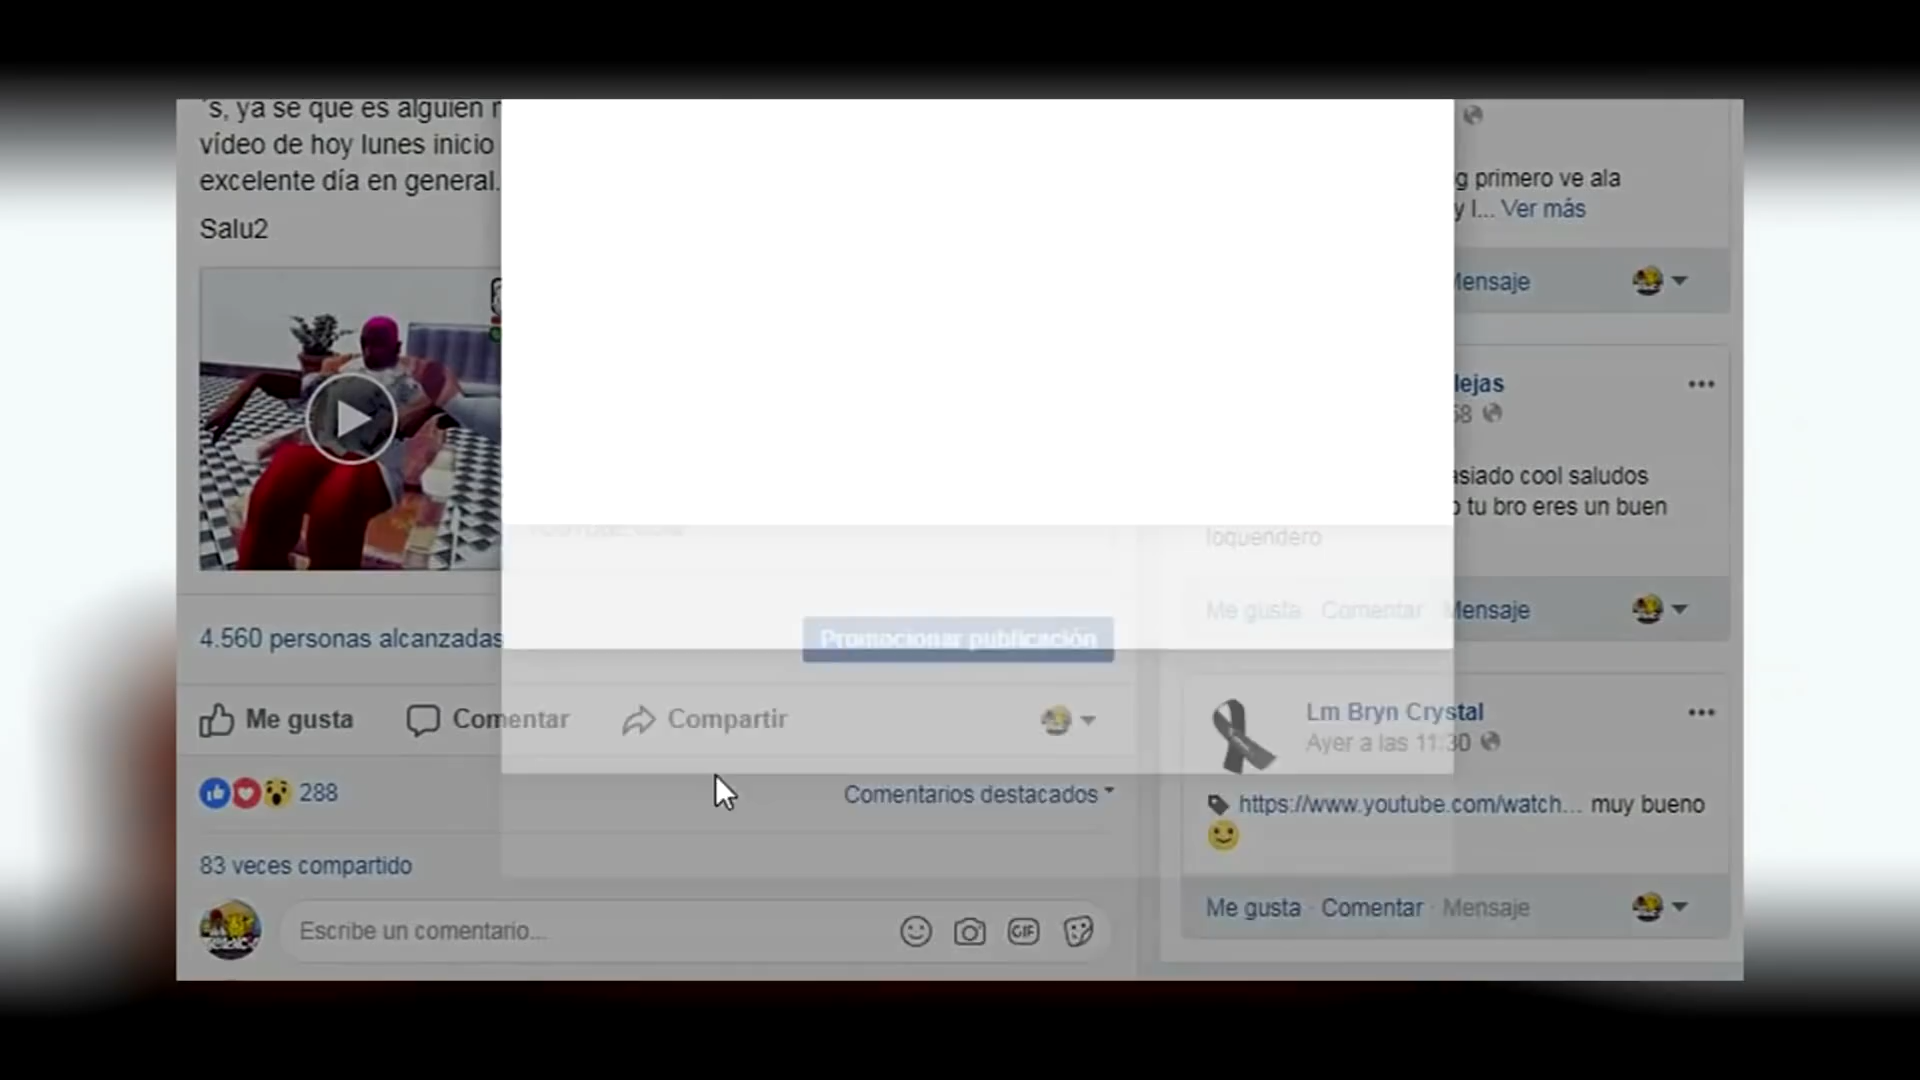 ´s, ya se que es alguien
vídeo de hoy lunes inicio
excelente día en general.
Salu2
4.560 personas alcanzadas
Promocionar publicación
Me gusta Comentar Compartir
288
Comentarios destacados
83 veces compartido
Escribe un comentario...
GIF
g primero ve ala
y l... Ver más
Mensaje
lejas
58
asiado cool saludos
o tu bro eres un buen
loquendero
Me gusta Comentar Mensaje
Lm Bryn Crystal
Ayer a las 11:30
https://www.youtube.com/watch... muy bueno
Me gusta · Comentar · Mensaje